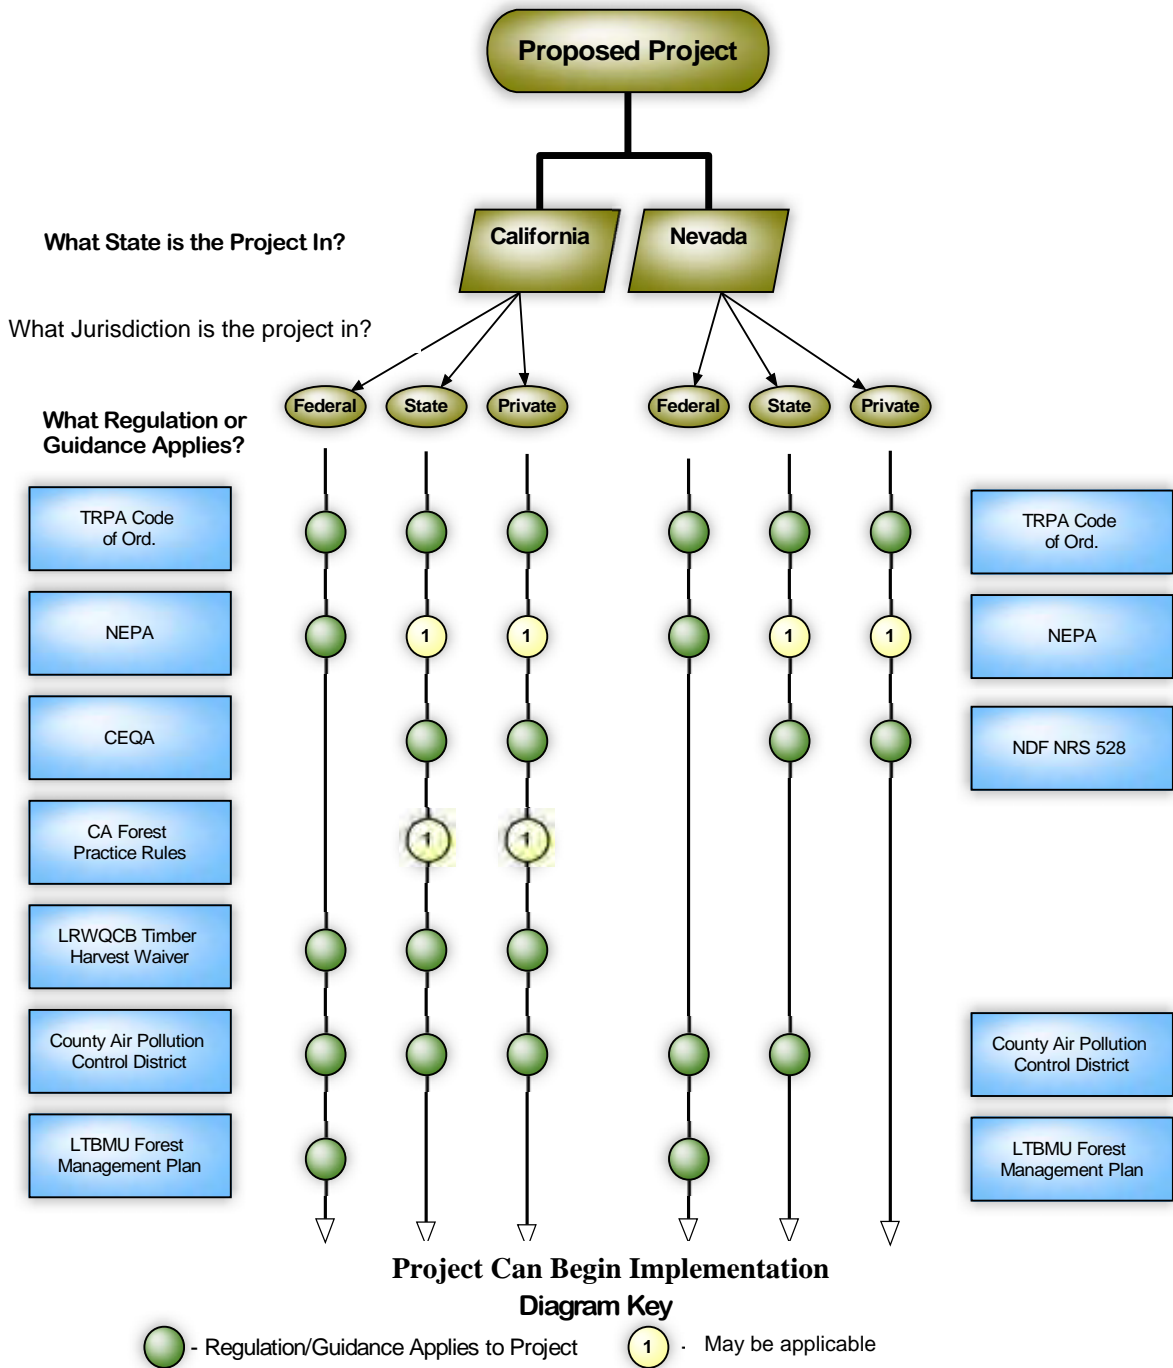 Proposed Project
What State is the Project In?
California
Nevada
What Jurisdiction is the project in?
Federal
State
Private
Federal
State
Private
What Regulation or
Guidance Applies?
TRPA Code
of Ord.
TRPA Code
of Ord.
NEPA
1
1
1
1
NEPA
CEQA
NDF NRS 528
CA Forest
Practice Rules
1
1
LRWQCB Timber
Harvest Waiver
County Air Pollution
Control District
County Air Pollution
Control District
LTBMU Forest
Management Plan
LTBMU Forest
Management Plan
Project Can Begin Implementation
Diagram Key
- Regulation/Guidance Applies to Project
1 - May be applicable